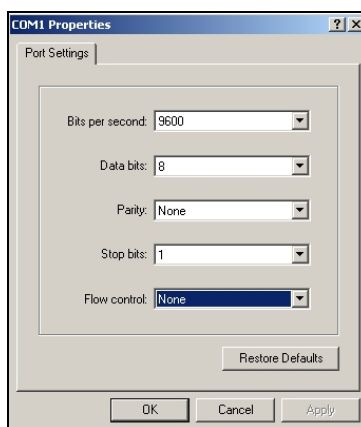 COM1 Properties
Port Settings
Bits per second: 9600
Data bits: 8
Parity: None
Stop bits: 1
Flow control: None
Restore Defaults
OK Cancel Apply